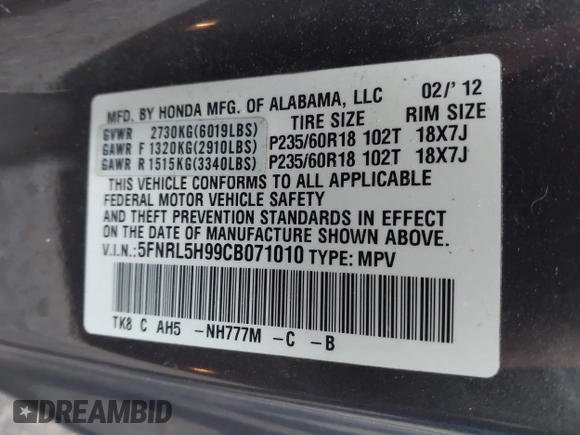 MFD. BY HONDA MFG. OF ALABAMA, LLC 02/'12
TIRE SIZE RIM SIZE
GVWR 2730KG(6019LBS)
GAWR F 1320KG(2910LBS) P235/60R18 102T 18X7J
GAWR R 1515KG(3340LBS) P235/60R18 102T 18X7J
THIS VEHICLE CONFORMS TO ALL APPLICABLE
FEDERAL MOTOR VEHICLE SAFETY
AND THEFT PREVENTION STANDARDS IN EFFECT
ON THE DATE OF MANUFACTURE SHOWN ABOVE.
V.I.N.:5FNRL5H99CB071010 TYPE: MPV
TK8 C AH5 -NH777M -C -B
DREAMBID